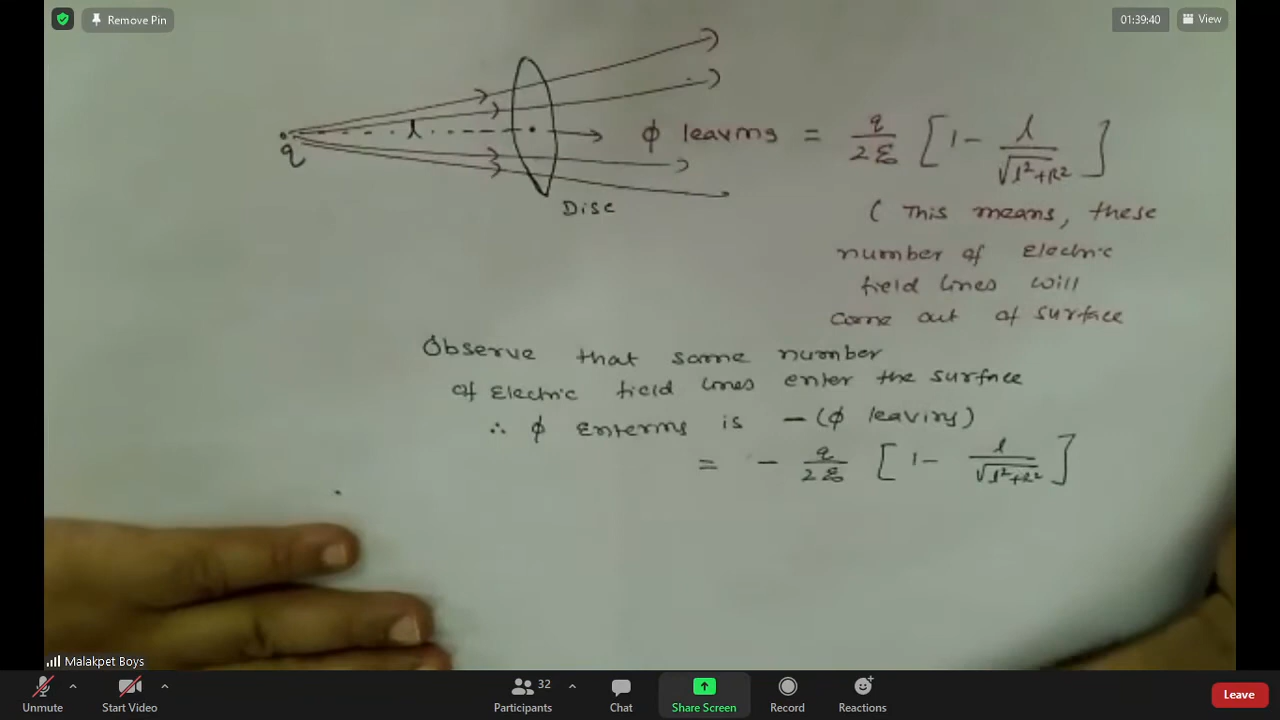 Remove Pin
01:39:40
View
l
q
Disc
ϕ leaving = q/2ε₀ [1 - l/√l²+R²]
( This means, these
number of Electric
field lines will
come out of surface
Observe that same number
of Electric field lines enter the surface
∴ ϕ Entering is - (ϕ leaving)
= - q/2ε₀ [1 - l/√l²+R²]
Malakpet Boys
Unmute
Start Video
32
Participants
Chat
Share Screen
Record
Reactions
Leave